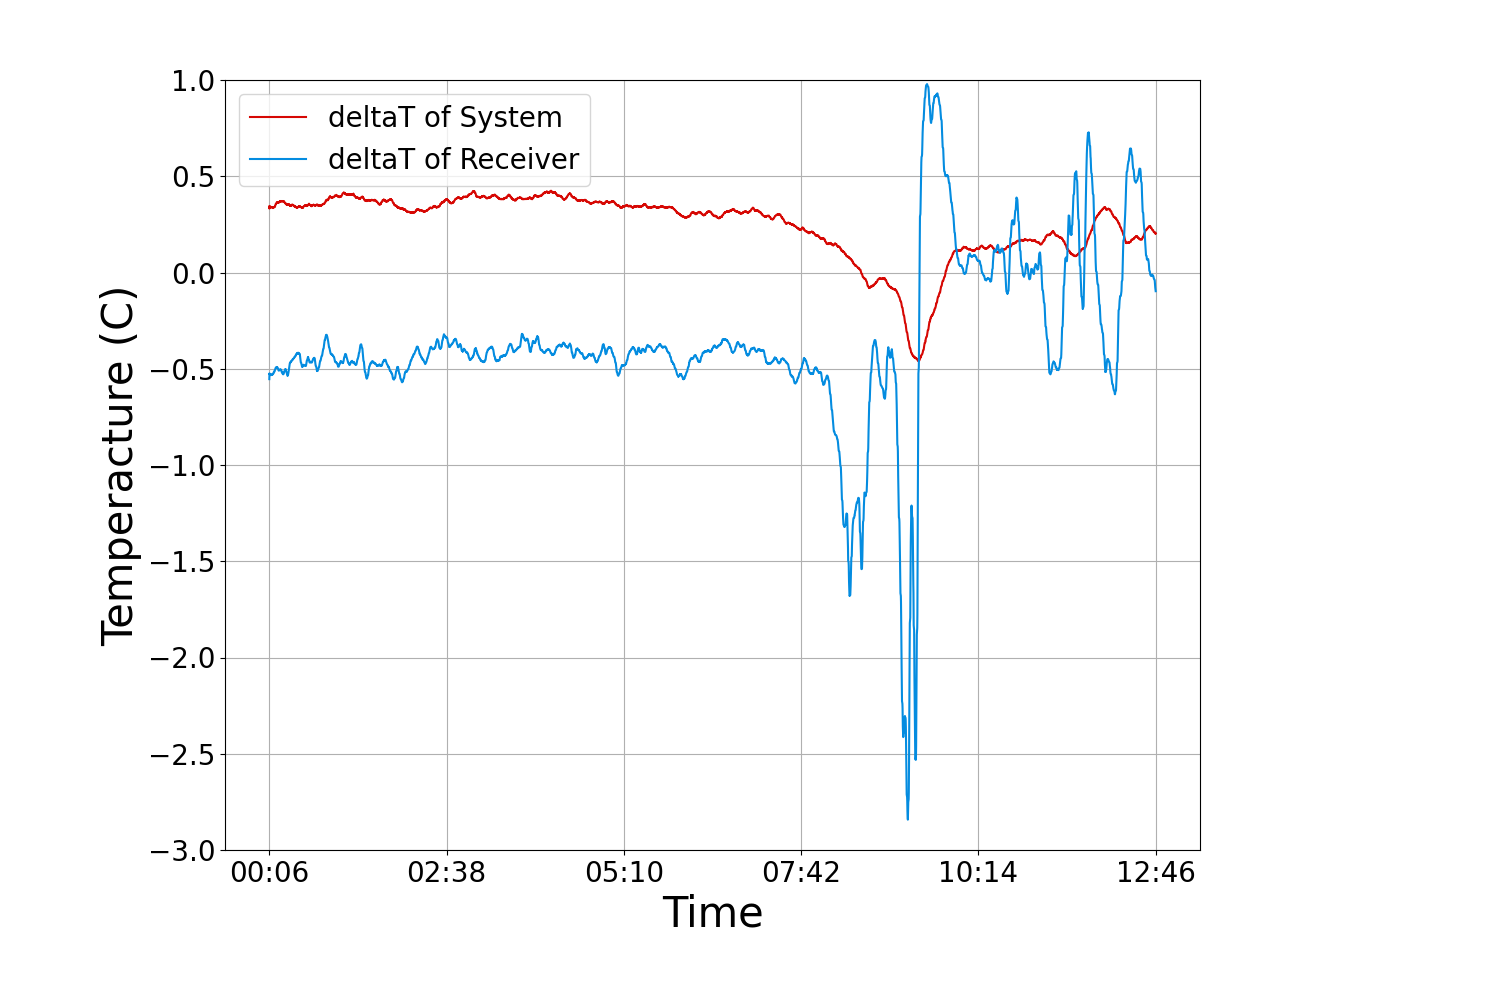 deltaT of System
deltaT of Receiver
1.0
0.5
0.0
−0.5
−1.0
−1.5
−2.0
−2.5
−3.0
Temperacture (C)
00:06 02:38 05:10 07:42 10:14 12:46
Time